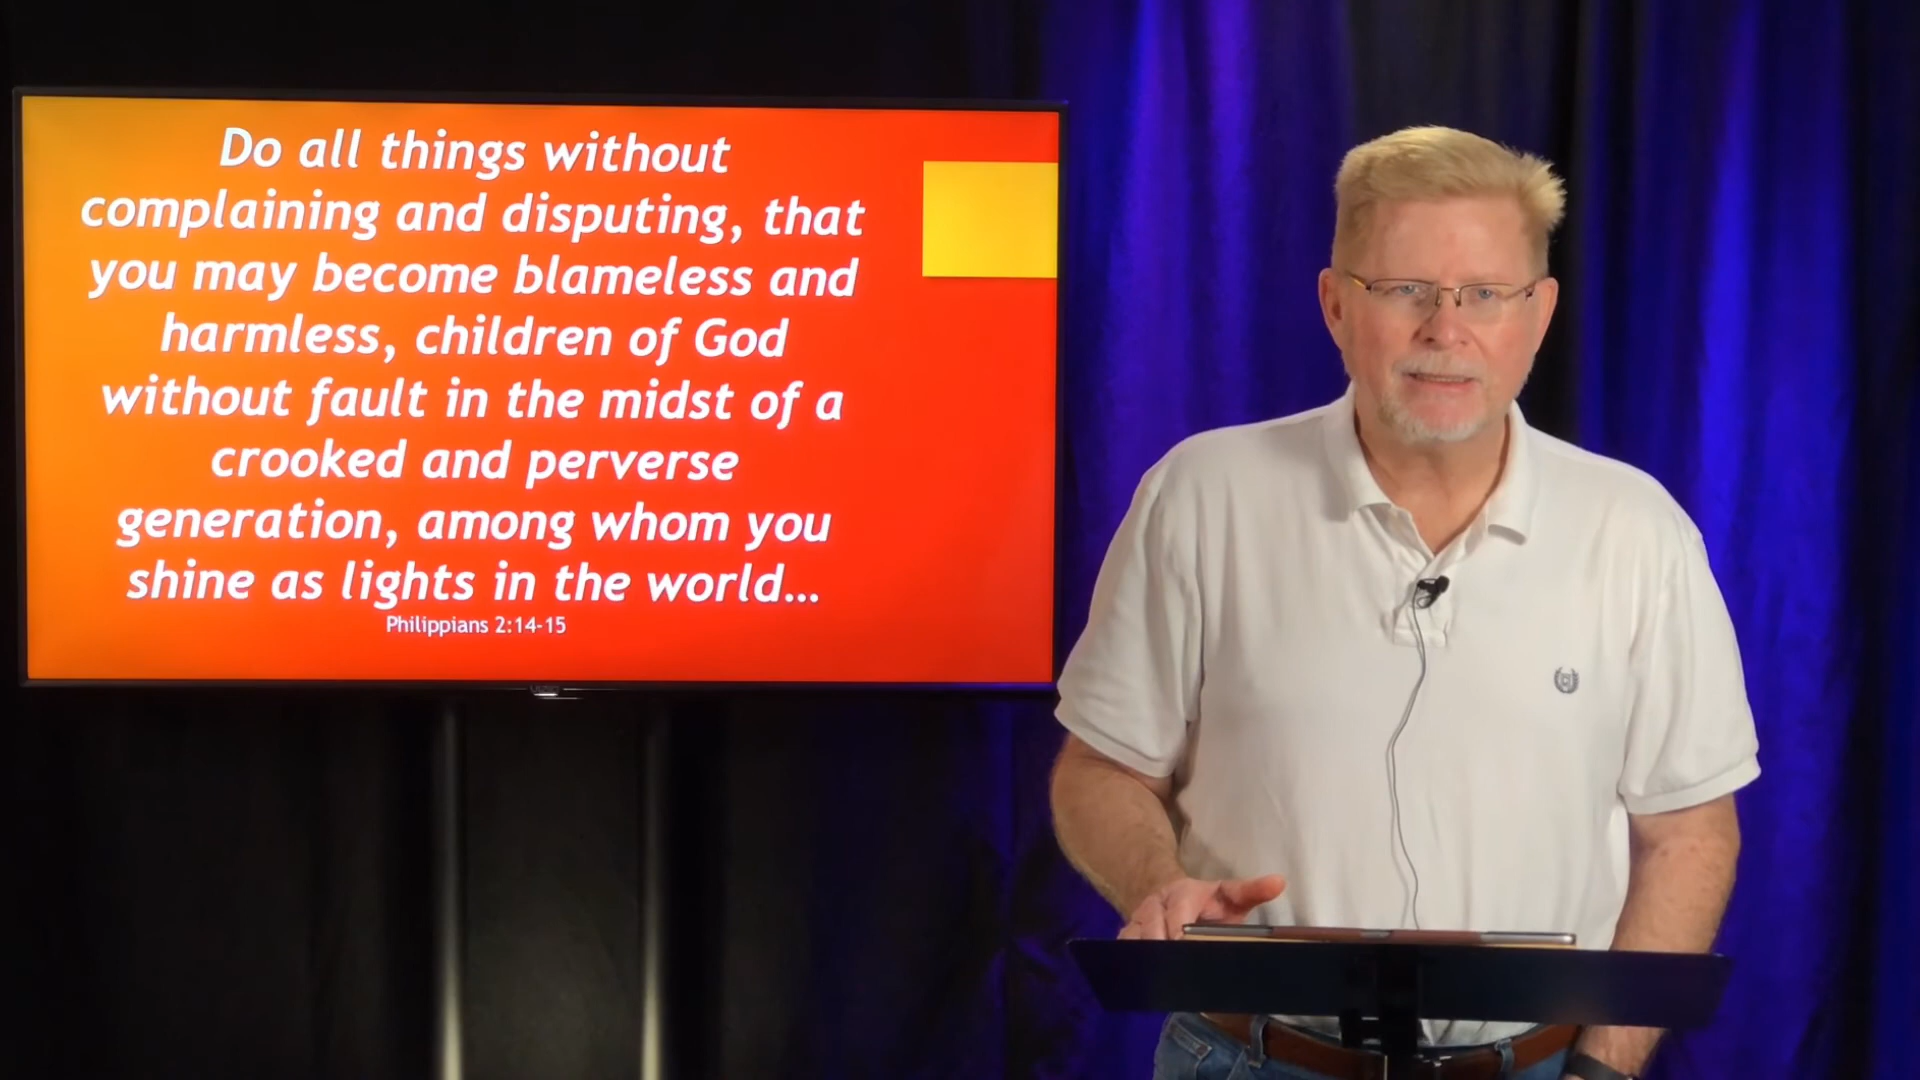 Do all things without
complaining and disputing, that
you may become blameless and
harmless, children of God
without fault in the midst of a
crooked and perverse
generation, among whom you
shine as lights in the world...
Philippians 2:14-15